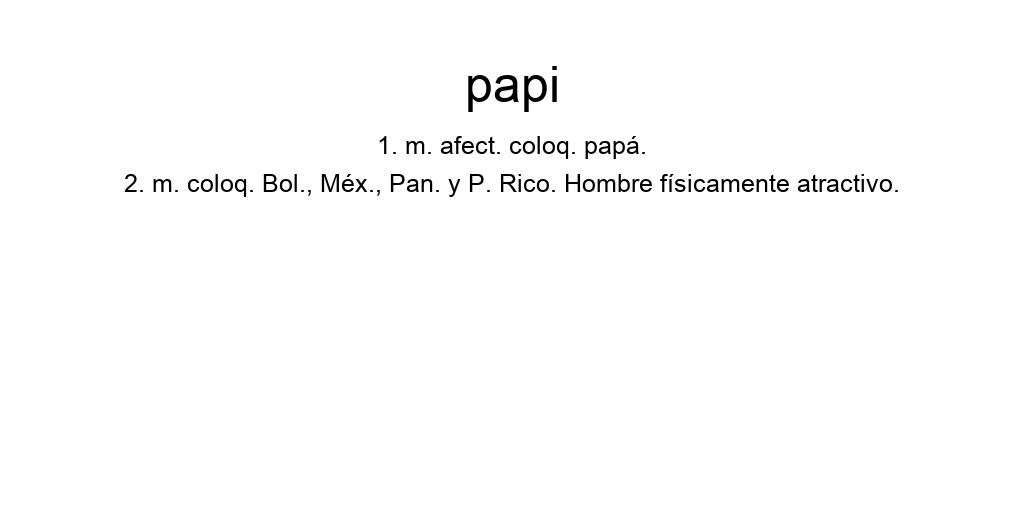 papi
1. m. afect. coloq. papá.
2. m. coloq. Bol., Méx., Pan. y P. Rico. Hombre físicamente atractivo.